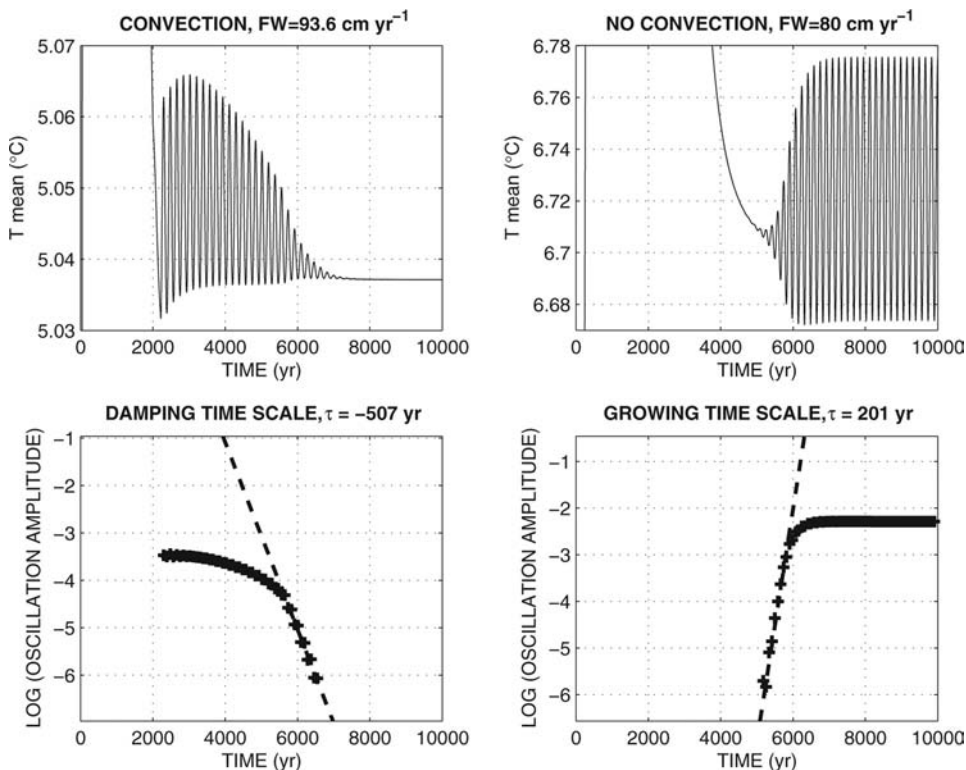 CONVECTION, FW=93.6 cm yr⁻¹
5.07
5.06
5.05
5.04
5.03
T mean (°C)
0 2000 4000 6000 8000 10000
TIME (yr)
NO CONVECTION, FW=80 cm yr⁻¹
6.78
6.76
6.74
6.72
6.7
6.68
T mean (°C)
0 2000 4000 6000 8000 10000
TIME (yr)
DAMPING TIME SCALE, τ = −507 yr
−1
−2
−3
−4
−5
−6
LOG (OSCILLATION AMPLITUDE)
0 2000 4000 6000 8000 10000
TIME (yr)
GROWING TIME SCALE, τ = 201 yr
−1
−2
−3
−4
−5
−6
LOG (OSCILLATION AMPLITUDE)
0 2000 4000 6000 8000 10000
TIME (yr)